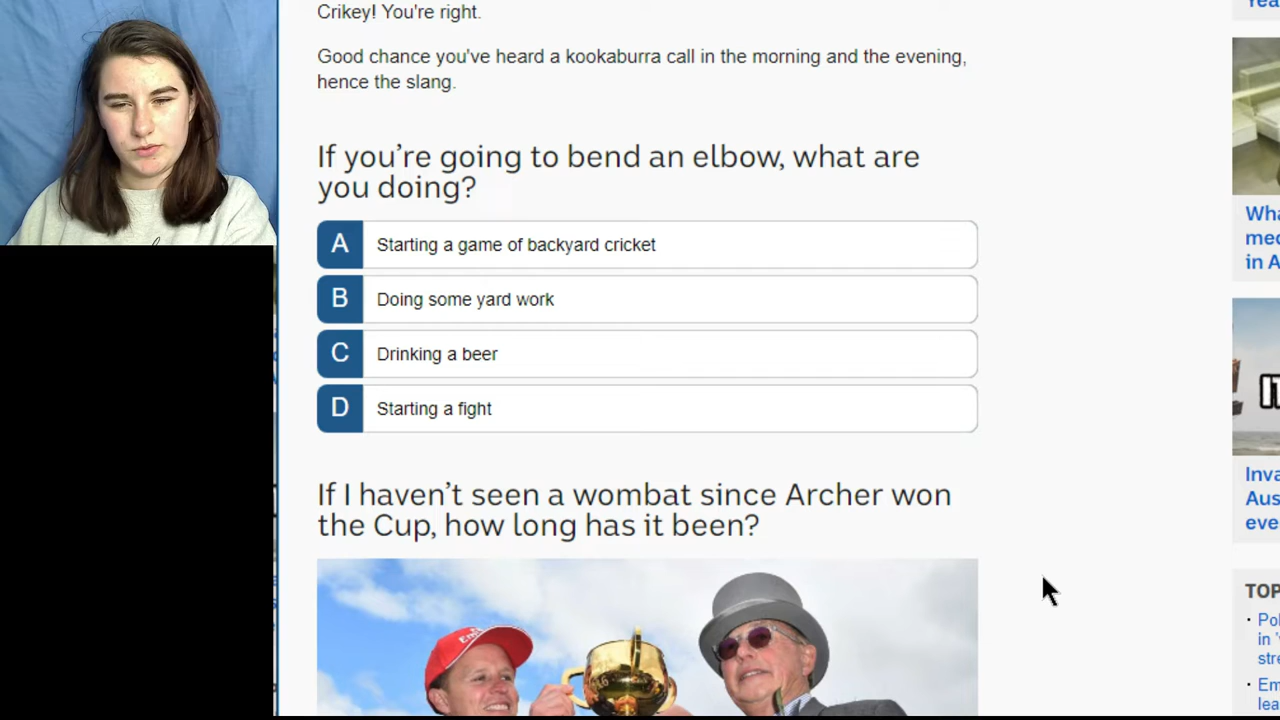 Crikey! You're right.
Good chance you've heard a kookaburra call in the morning and the evening,
hence the slang.
If you’re going to bend an elbow, what are
you doing?
A Starting a game of backyard cricket
B Doing some yard work
C Drinking a beer
D Starting a fight
If I haven’t seen a wombat since Archer won
the Cup, how long has it been?
in A
TOP
in '